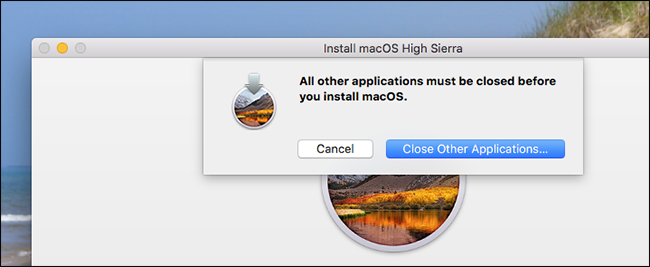 Install macOS High Sierra
All other applications must be closed before
you install macOS.
Cancel
Close Other Applications...